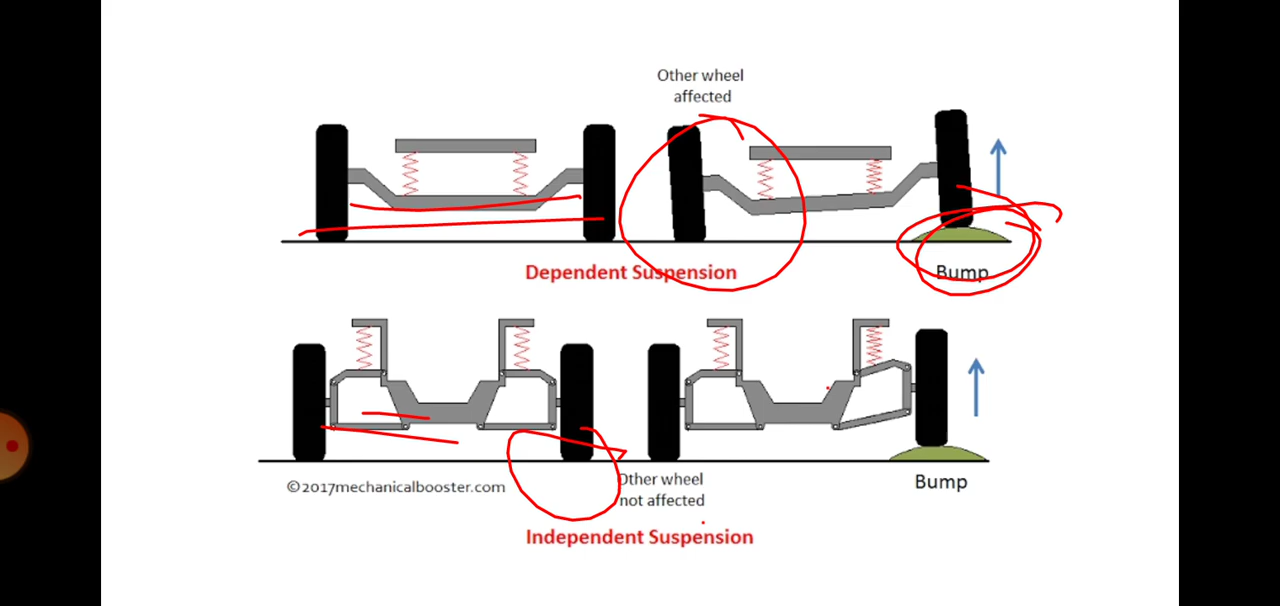 Other wheel
affected
Dependent Suspension
Bump
©2017mechanicalbooster.com
Other wheel
not affected
Bump
Independent Suspension